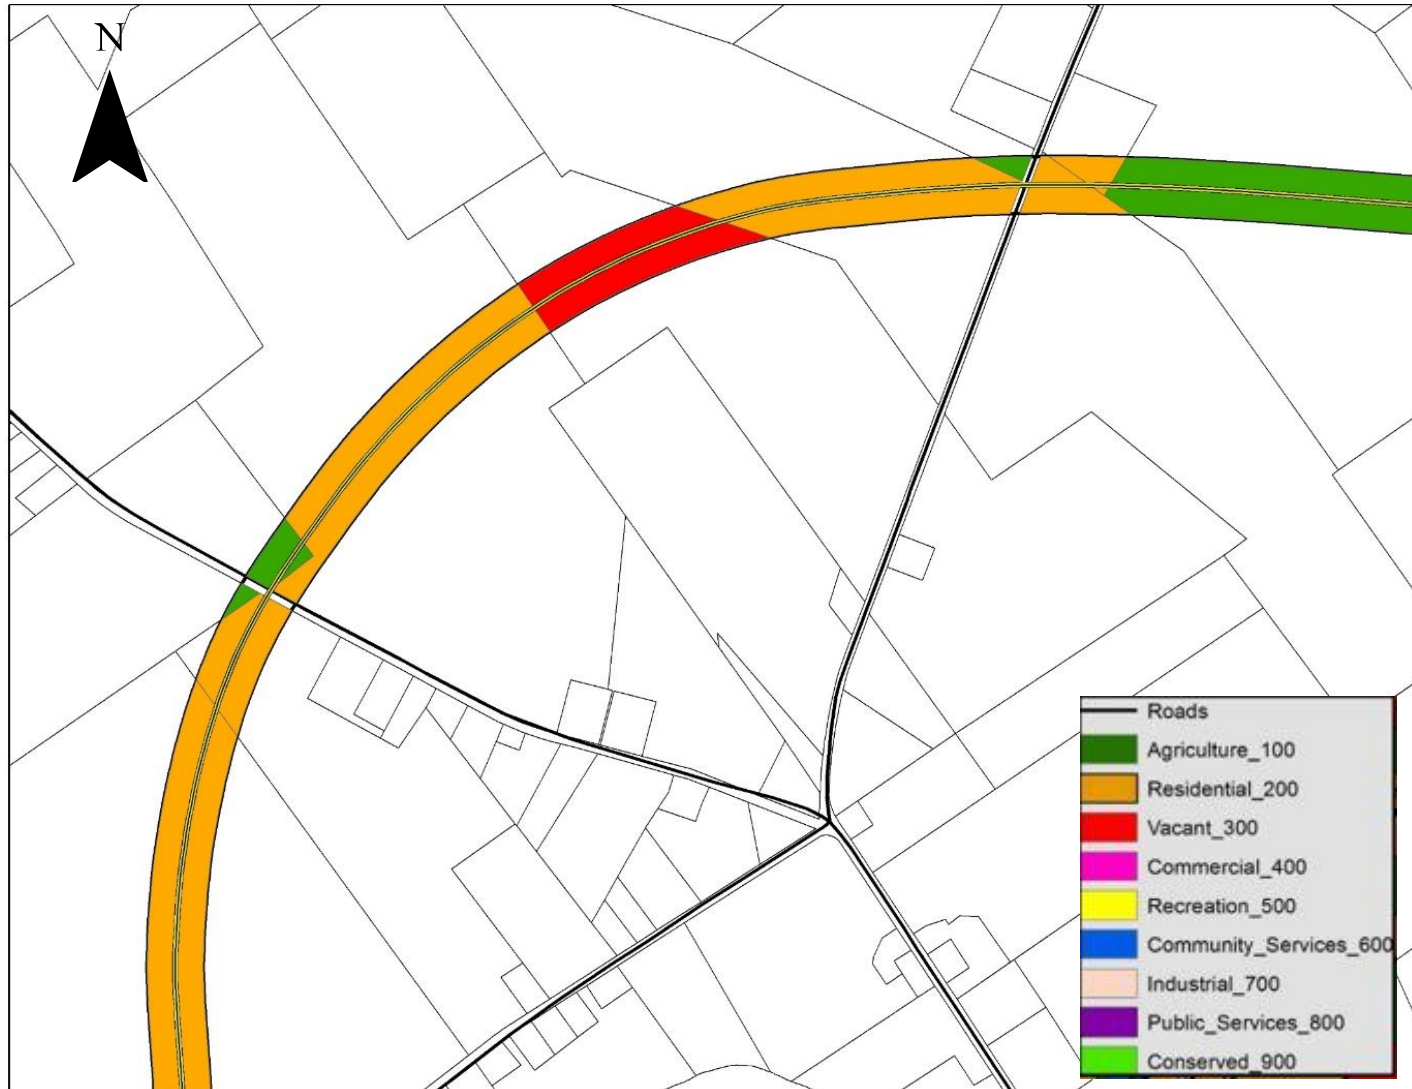 N
Roads
Agriculture_100
Residential_200
Vacant_300
Commercial_400
Recreation_500
Community_Services_600
Industrial_700
Public_Services_800
Conserved_900